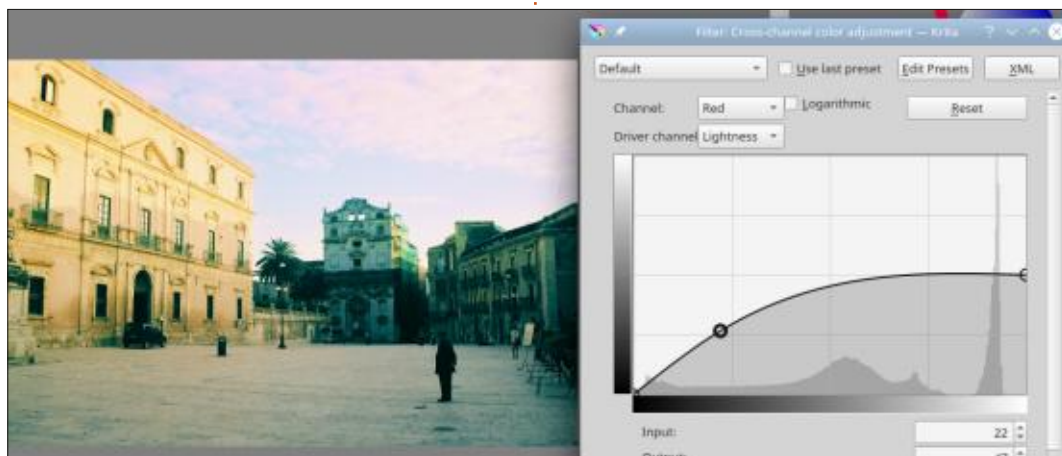 Filter: Cross-channel color adjustment — Krita
Default Use last preset Edit Presets XML
Channel: Red Logarithmic Reset
Driver channel Lightness
Input: 22